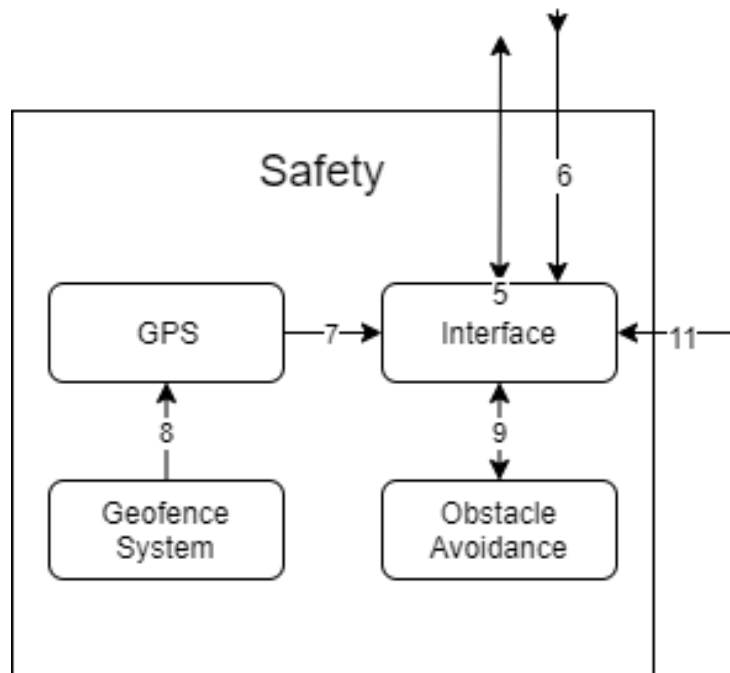 6
Safety
5
GPS
7
Interface
11
8
9
Geofence
System
Obstacle
Avoidance